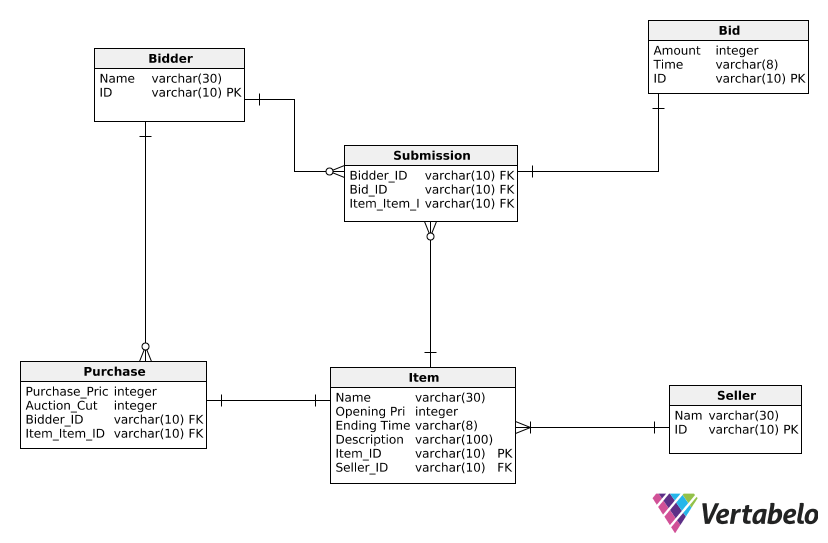 Bidder
Name varchar(30)
ID varchar(10) PK
Bid
Amount integer
Time varchar(8)
ID varchar(10) PK
Submission
Bidder_ID varchar(10) FK
Bid_ID varchar(10) FK
Item_Item_I varchar(10) FK
Purchase
Purchase_Pric integer
Auction_Cut integer
Bidder_ID varchar(10) FK
Item_Item_ID varchar(10) FK
Item
Name varchar(30)
Opening Pri integer
Ending Time varchar(8)
Description varchar(100)
Item_ID varchar(10) PK
Seller_ID varchar(10) FK
Seller
Nam varchar(30)
ID varchar(10) PK
Vertabelo